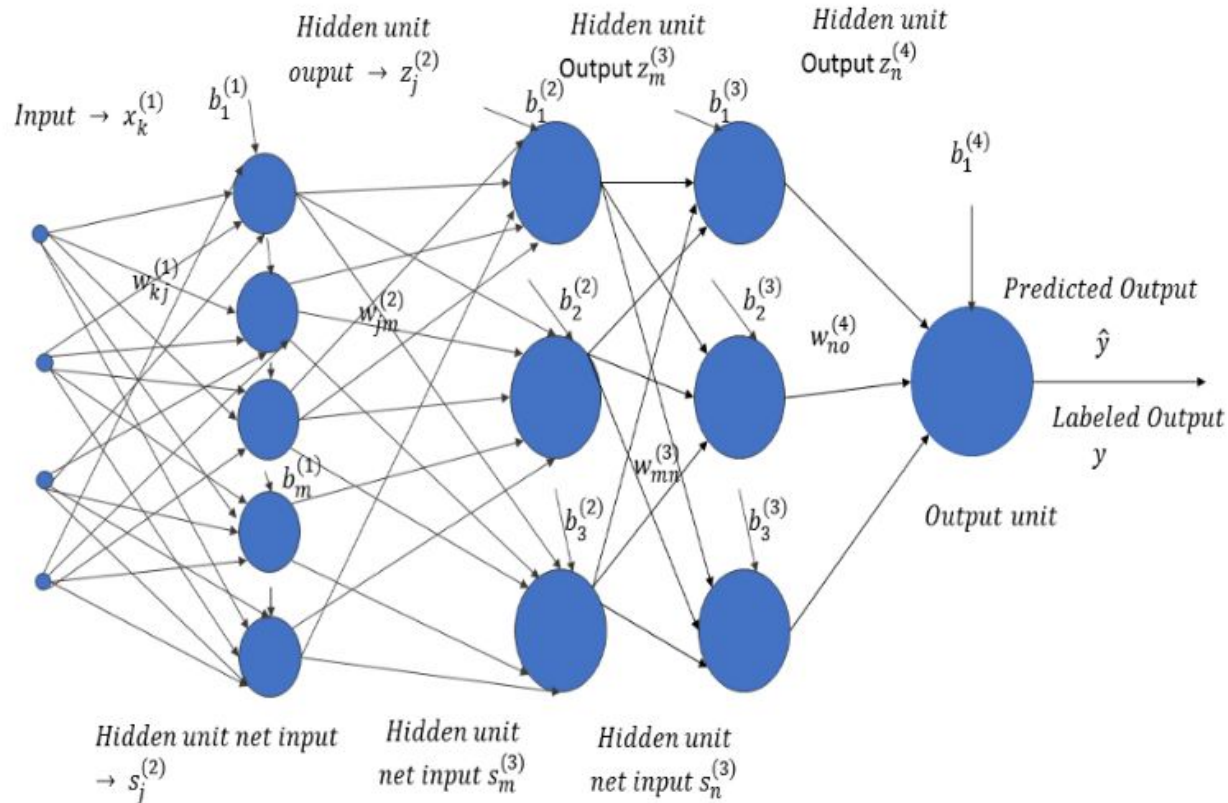 Hidden unit
ouput → z_j^(2)
Hidden unit
Output z_m^(3)
Hidden unit
Output z_n^(4)
Input → x_k^(1)
b_1^(1)
b_1^(2)
b_1^(3)
b_1^(4)
w_kj^(1)
w_jm^(2)
b_2^(2)
b_2^(3)
w_no^(4)
Predicted Output
ŷ
Labeled Output
y
Output unit
b_m^(1)
w_mn^(3)
b_3^(2)
b_3^(3)
Hidden unit net input
→ s_j^(2)
Hidden unit
net input s_m^(3)
Hidden unit
net input s_n^(3)